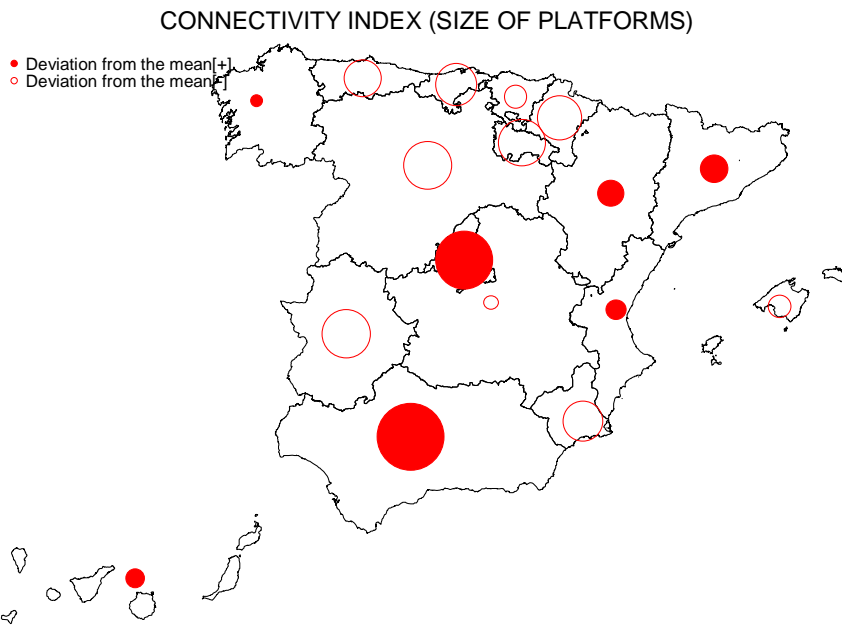 CONNECTIVITY INDEX (SIZE OF PLATFORMS)
Deviation from the mean[+]
Deviation from the mean[-]